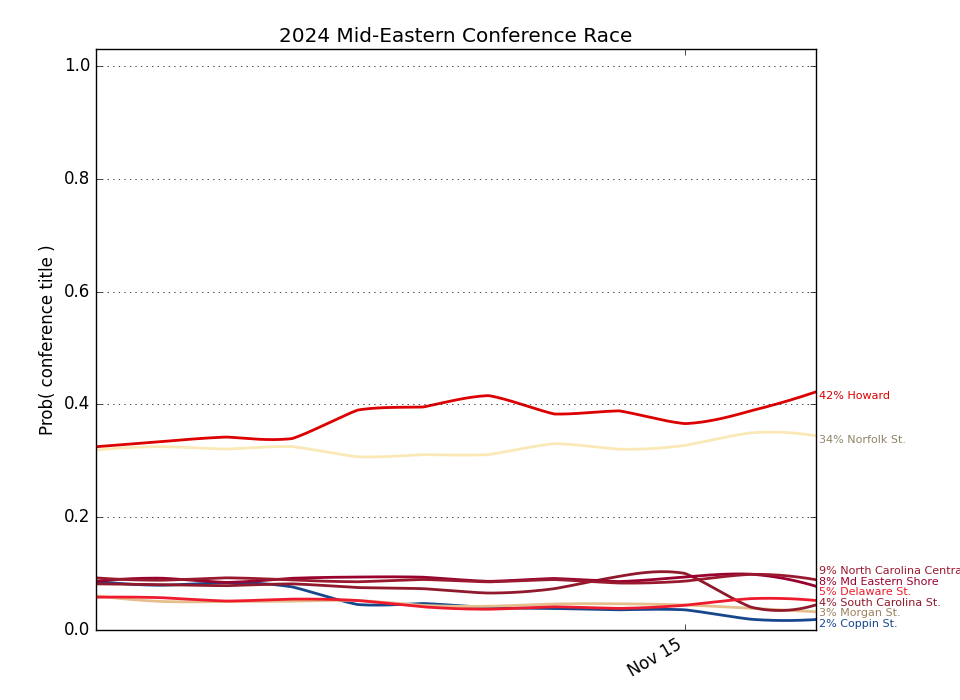 2024 Mid-Eastern Conference Race
Prob( conference title )
1.0
0.8
0.6
0.4
0.2
0.0
Nov 15
42% Howard
34% Norfolk St.
9% North Carolina Centra
8% Md Eastern Shore
5% Delaware St.
4% South Carolina St.
3% Morgan St.
2% Coppin St.